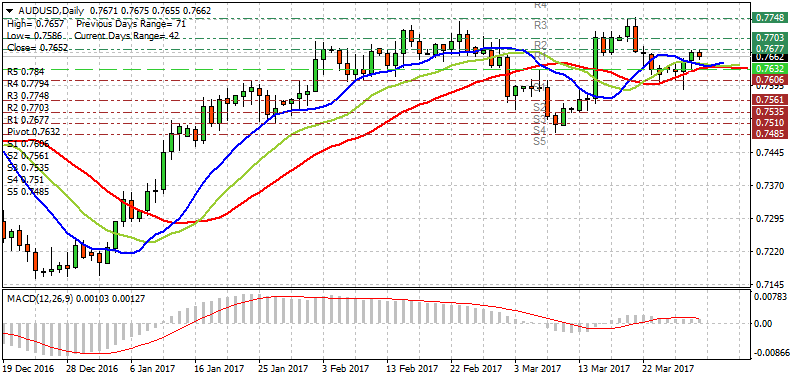 AUDUSD,Daily 0.7671 0.7675 0.7655 0.7662
High= 0.7657 Previous Days Range= 71
Low= 0.7586 Current Days Range= 42
Close= 0.7652
R5 0.784
R4 0.7794
R3 0.7748
R2 0.7703
R1 0.7677
Pivot 0.7632
S1 0.7606
S2 0.7561
S3 0.7535
S4 0.751
S5 0.7485
R4
R3
R2
R1
S2
S3
S4
S5
0.7748
0.7703
0.7677
0.7662
0.7632
0.7606
0.7595
0.7561
0.7535
0.7510
0.7485
0.7445
0.7370
0.7295
0.7220
0.7145
MACD(12,26,9) 0.00103 0.00127
0.00783
0.00
-0.00866
19 Dec 2016 28 Dec 2016 6 Jan 2017 16 Jan 2017 25 Jan 2017 3 Feb 2017 13 Feb 2017 22 Feb 2017 3 Mar 2017 13 Mar 2017 22 Mar 2017